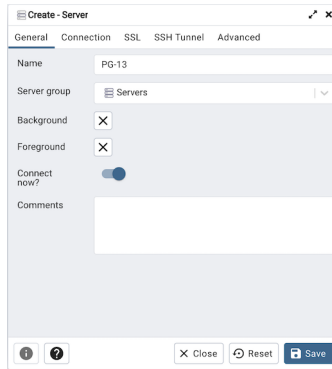 Create - Server
General Connection SSL SSH Tunnel Advanced
Name PG-13
Server group Servers
Background
Foreground
Connect
now?
Comments
Close Reset Save